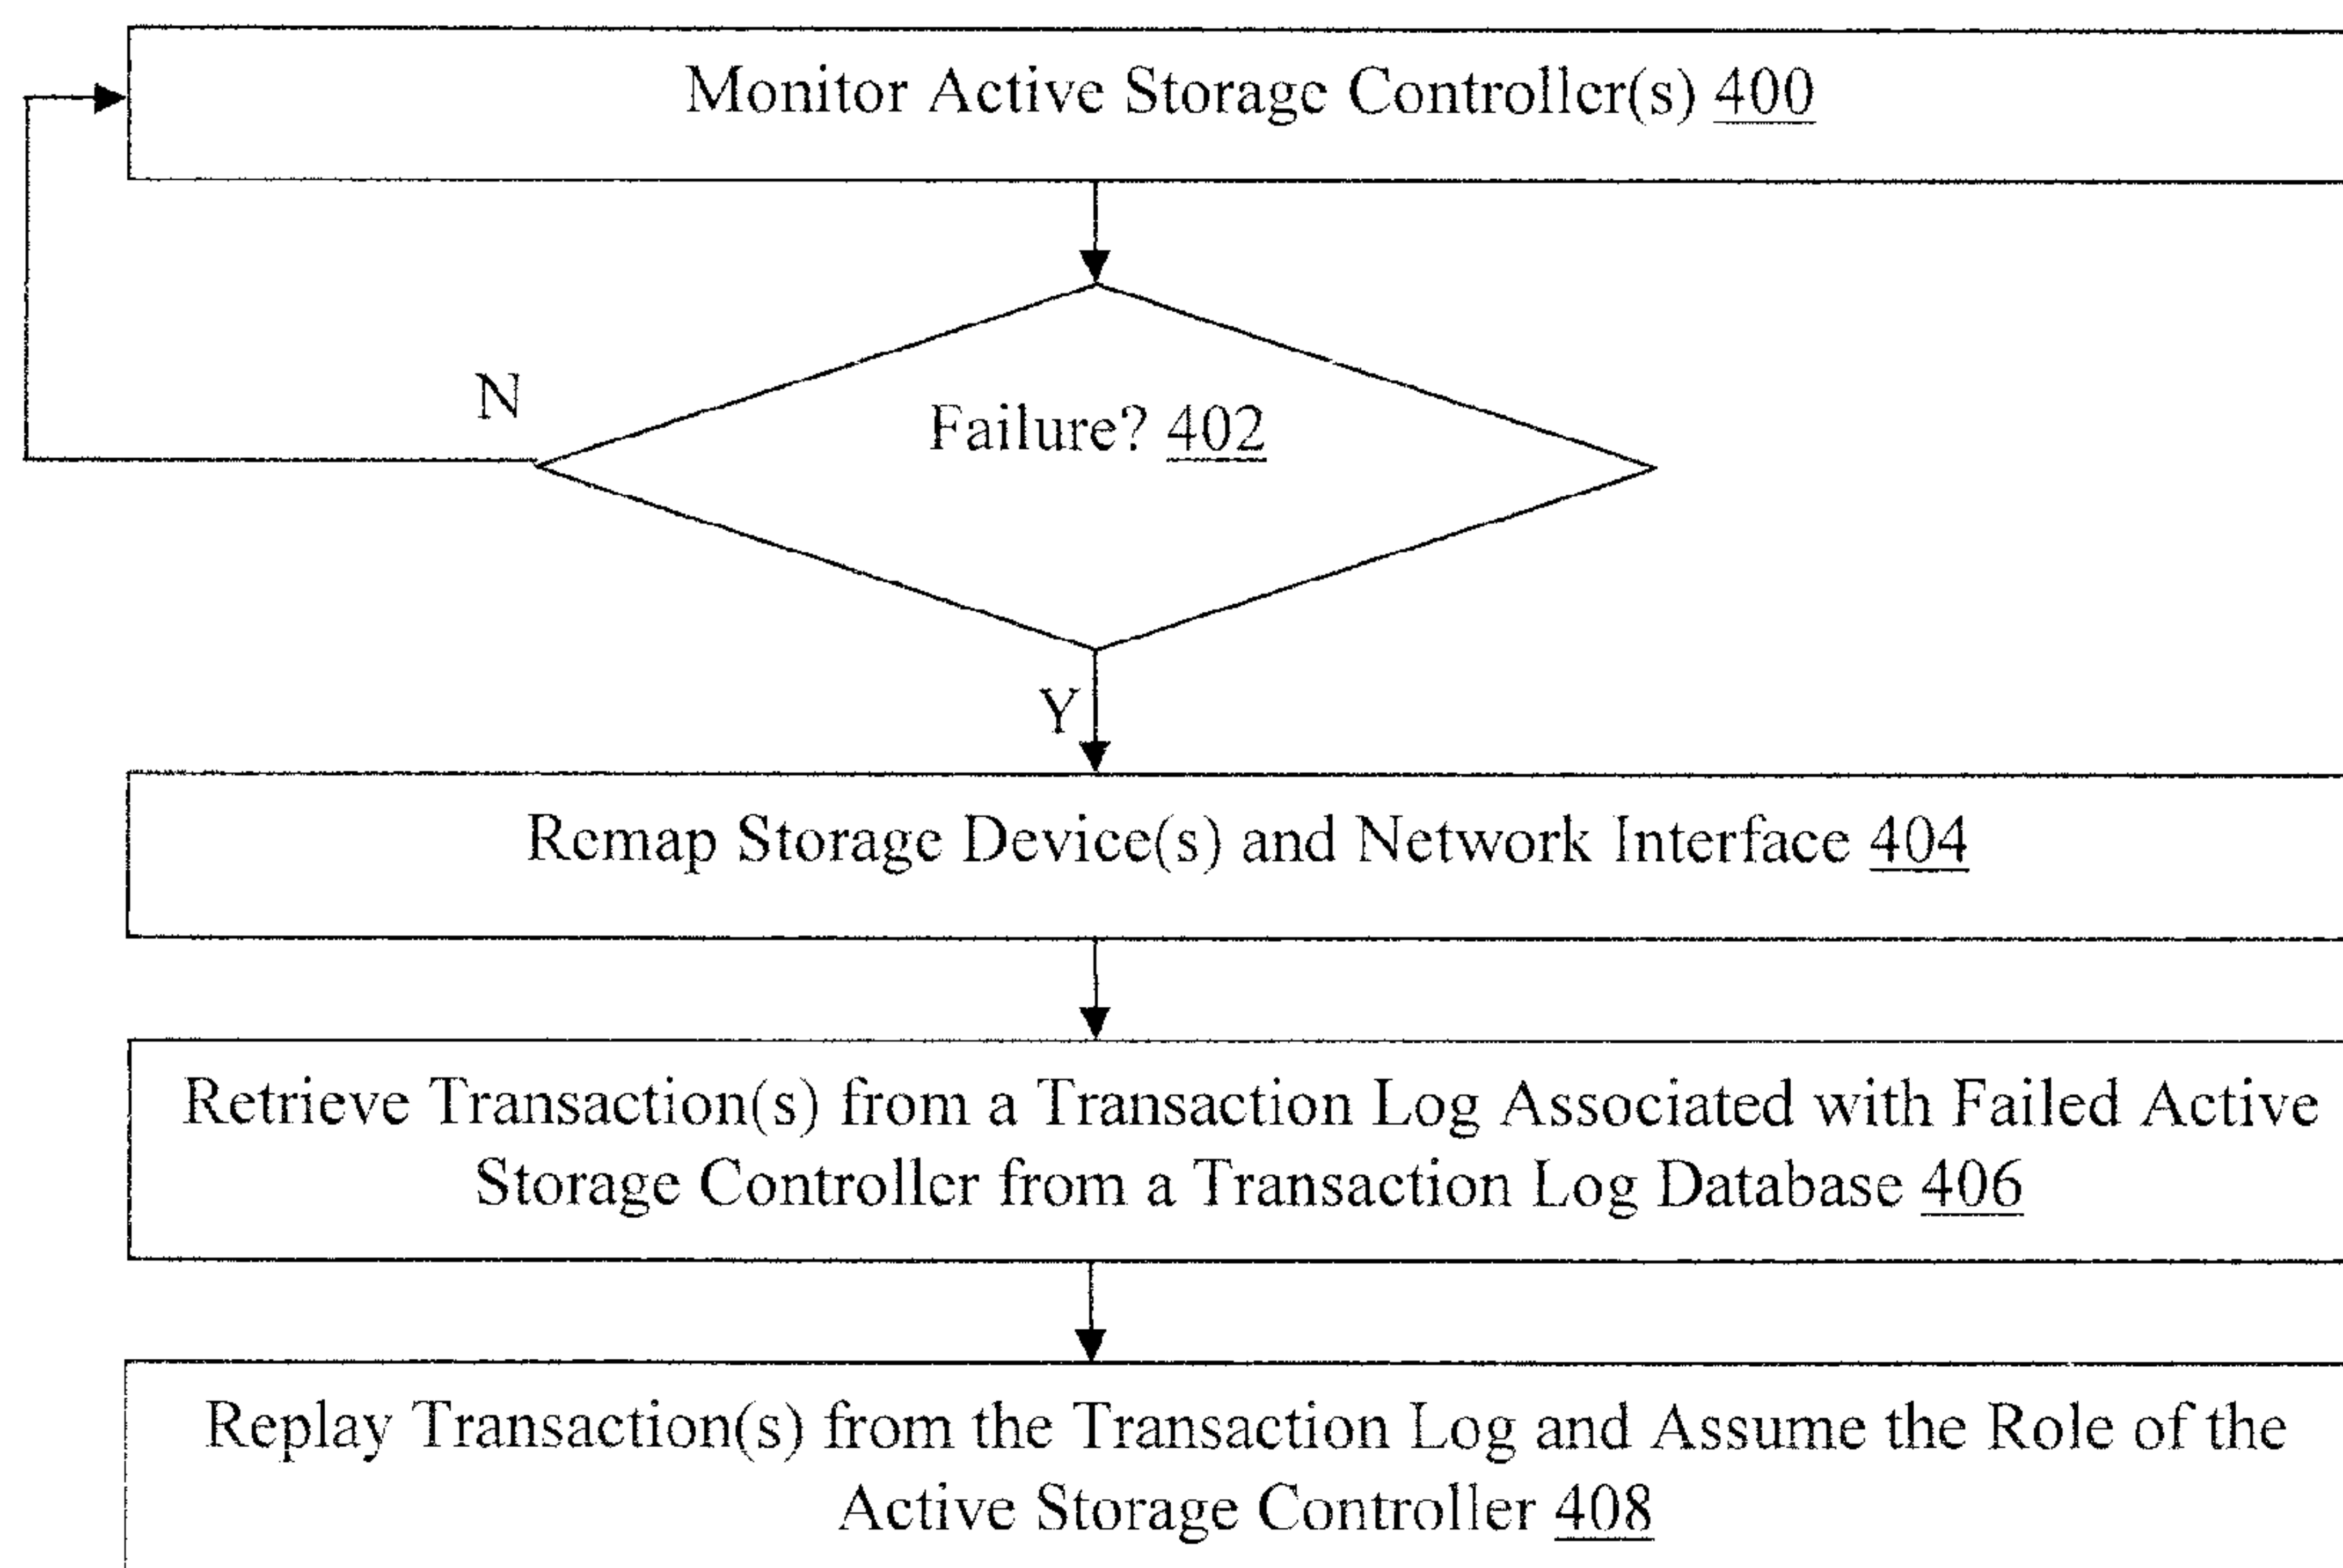 Monitor Active Storage Controller(s) 400
N
Failure? 402
Y
Remap Storage Device(s) and Network Interface 404
Retrieve Transaction(s) from a Transaction Log Associated with Failed Active
Storage Controller from a Transaction Log Database 406
Replay Transaction(s) from the Transaction Log and Assume the Role of the
Active Storage Controller 408